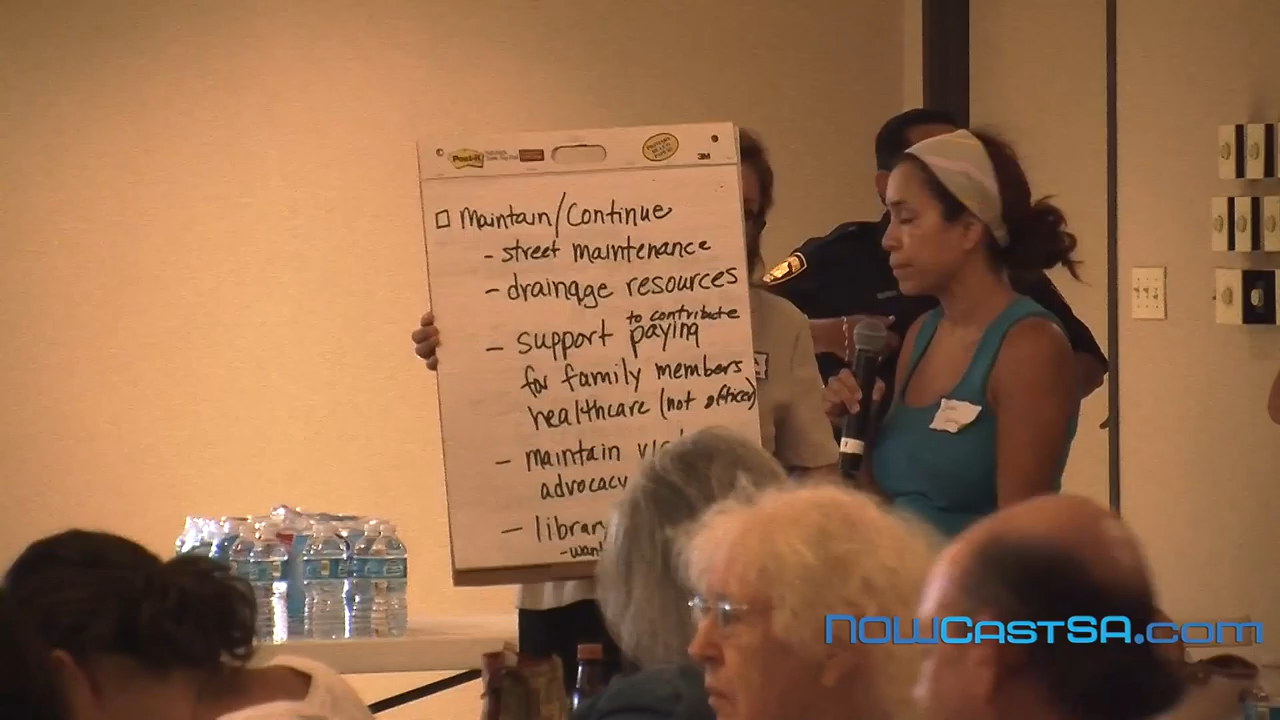 Post-it
3M
Maintain/Continue
- street maintenance
- drainage resources
to contribute
- support paying
for family members
healthcare (not officer)
- maintain
advocacy
- library
NOWCastSA.com